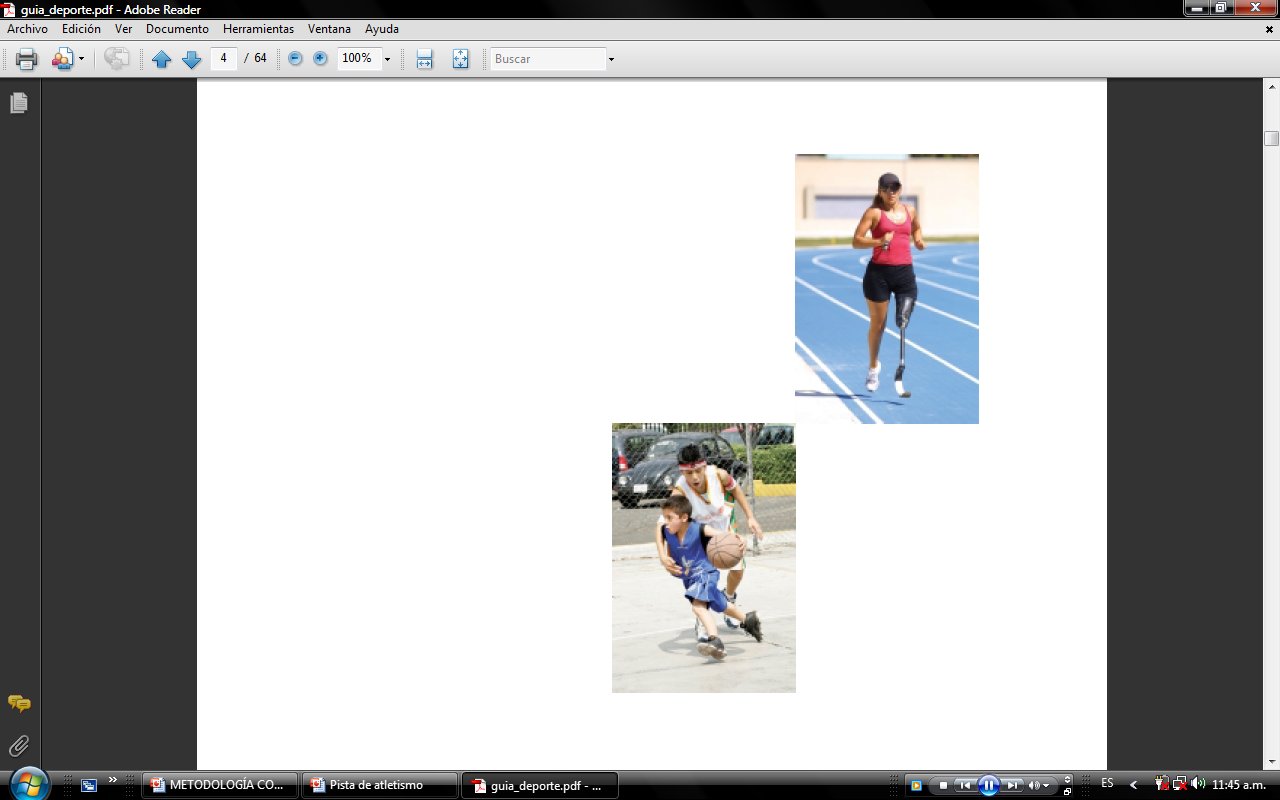 guia_deporte.pdf - Adobe Reader
Archivo Edición Ver Documento Herramientas Ventana Ayuda
4 / 64 100% Buscar
METODOLOGÍA CO... Pista de atletismo guia_deporte.pdf - ... ES 11:45 a.m.